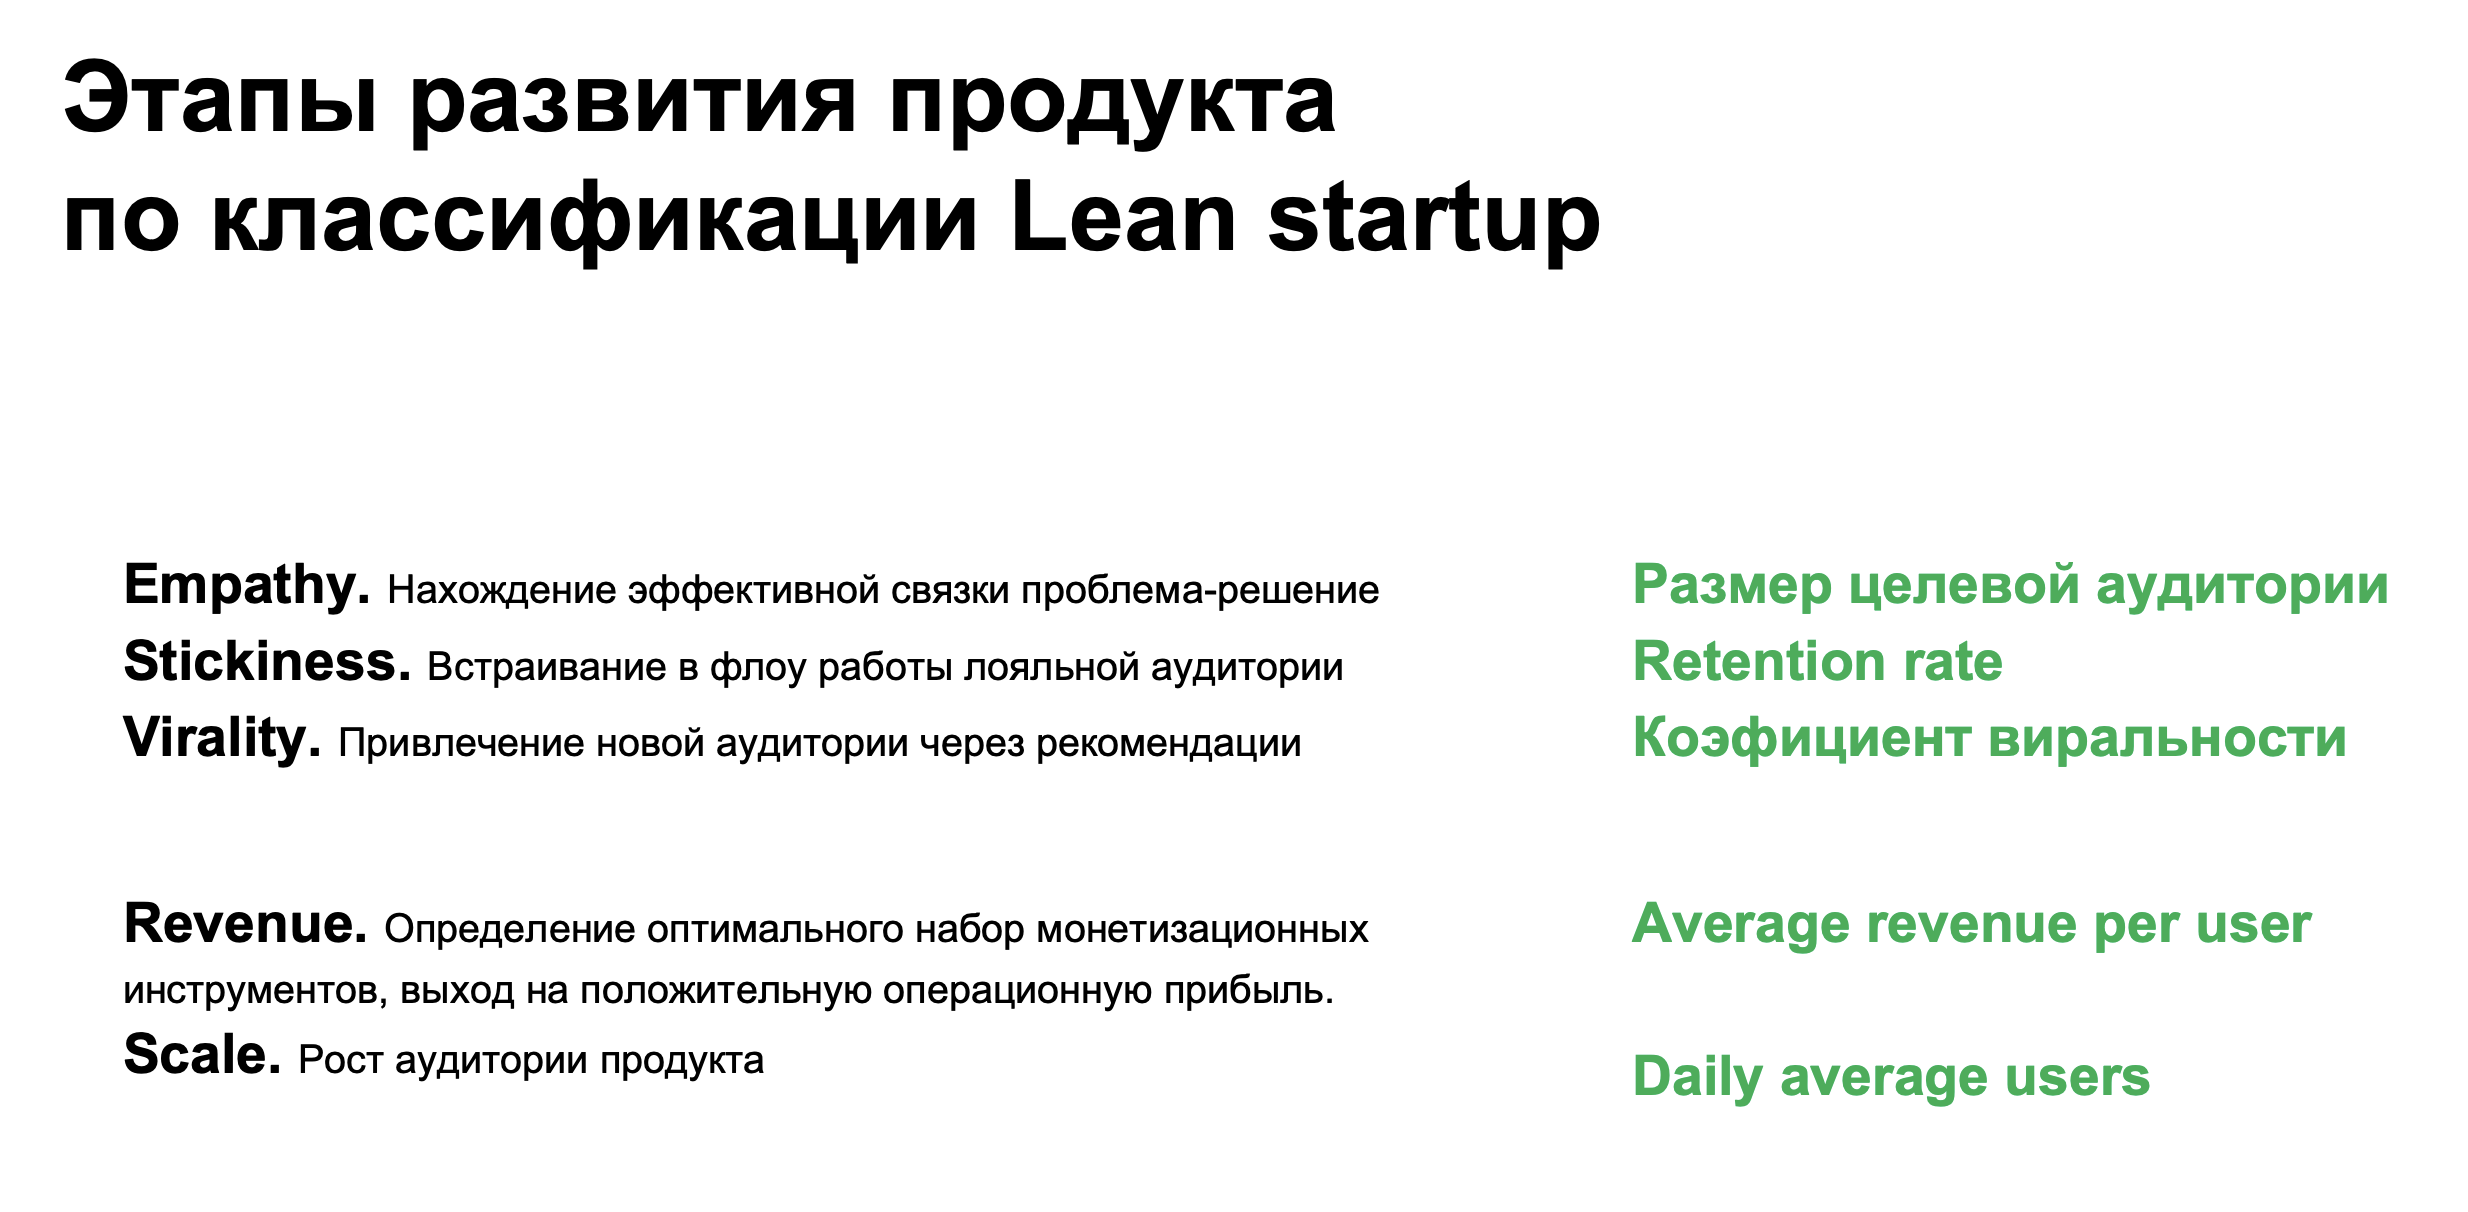 Этапы развития продукта
по классификации Lean startup
Empathy. Нахождение эффективной связки проблема-решение
Размер целевой аудитории
Stickiness. Встраивание в флоу работы лояльной аудитории
Retention rate
Virality. Привлечение новой аудитории через рекомендации
Коэфициент виральности
Revenue. Определение оптимального набор монетизационных
Average revenue per user
инструментов, выход на положительную операционную прибыль.
Scale. Рост аудитории продукта
Daily average users